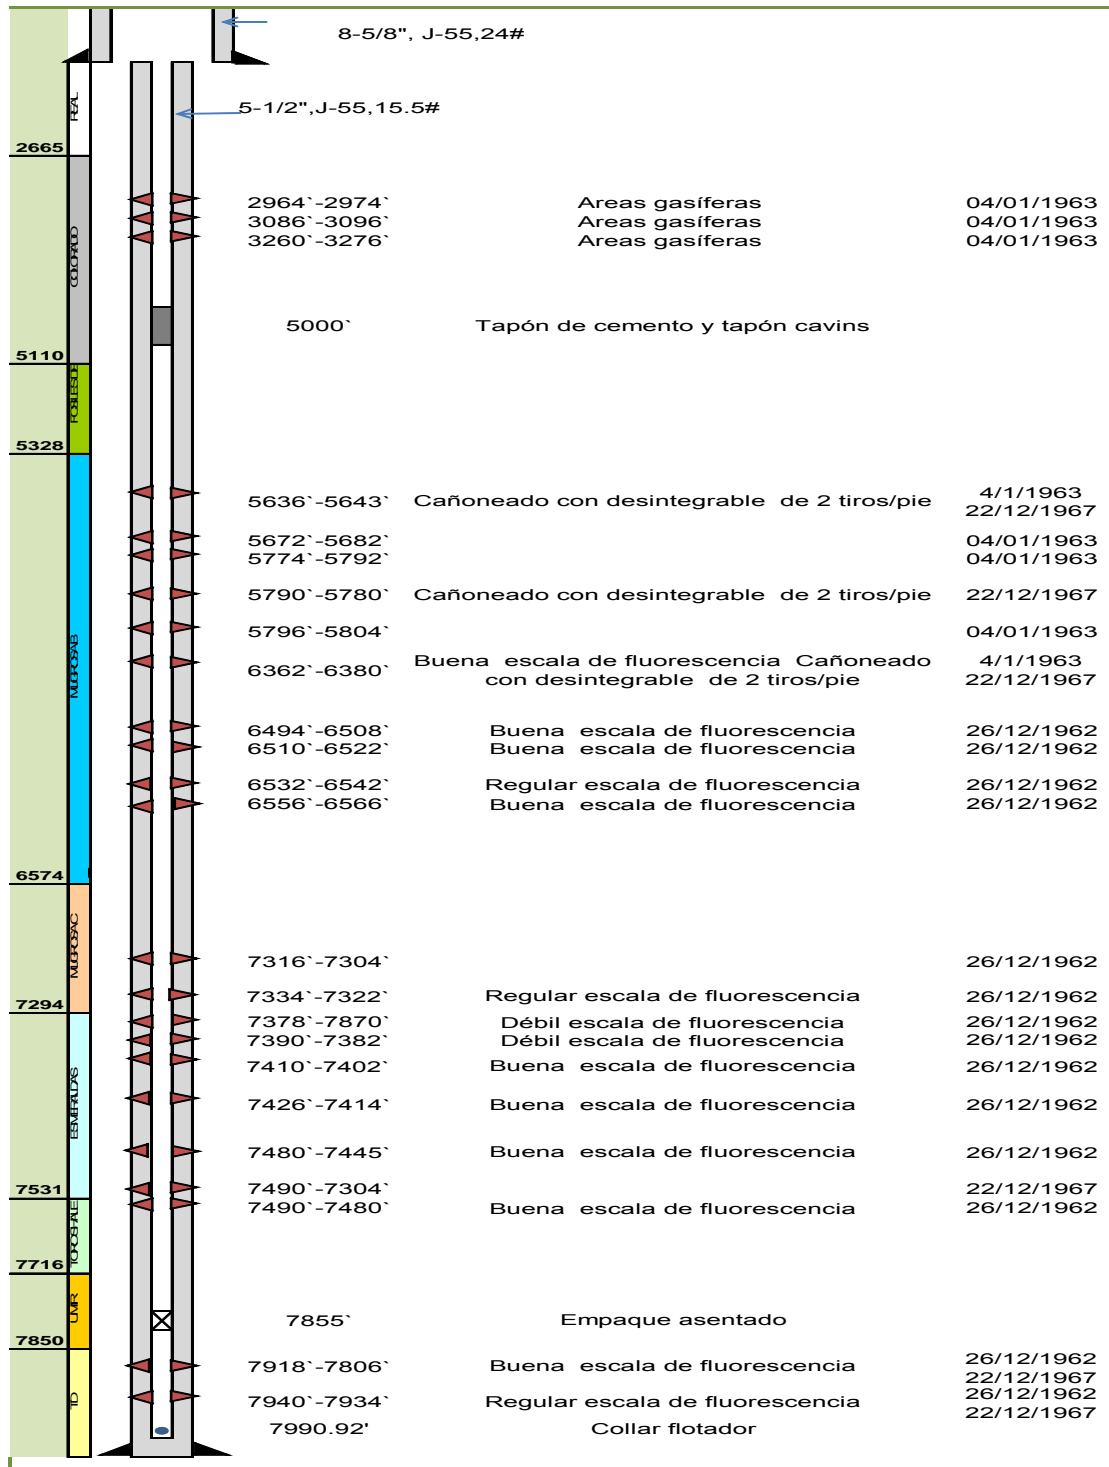 8-5/8", J-55,24#
5-1/2",J-55,15.5#
REAL
2665
2964`-2974` Areas gasíferas 04/01/1963
3086`-3096` Areas gasíferas 04/01/1963
3260`-3276` Areas gasíferas 04/01/1963
COLORADO
5000` Tapón de cemento y tapón cavins
5110
5328
5636`-5643` Cañoneado con desintegrable de 2 tiros/pie 4/1/1963
22/12/1967
5672`-5682` 04/01/1963
5774`-5792` 04/01/1963
5790`-5780` Cañoneado con desintegrable de 2 tiros/pie 22/12/1967
5796`-5804` 04/01/1963
MUGROSA B
6362`-6380` Buena escala de fluorescencia Cañoneado
con desintegrable de 2 tiros/pie
4/1/1963
22/12/1967
6494`-6508` Buena escala de fluorescencia 26/12/1962
6510`-6522` Buena escala de fluorescencia 26/12/1962
6532`-6542` Regular escala de fluorescencia 26/12/1962
6556`-6566` Buena escala de fluorescencia 26/12/1962
6574
MUGROSA C
7316`-7304` 26/12/1962
7334`-7322` Regular escala de fluorescencia 26/12/1962
7294
7378`-7870` Débil escala de fluorescencia 26/12/1962
7390`-7382` Débil escala de fluorescencia 26/12/1962
7410`-7402` Buena escala de fluorescencia 26/12/1962
ESMERALDAS
7426`-7414` Buena escala de fluorescencia 26/12/1962
7480`-7445` Buena escala de fluorescencia 26/12/1962
7490`-7304` 22/12/1967
7531
7490`-7480` Buena escala de fluorescencia 26/12/1962
TORO SHALE
7716
UMIR
7855` Empaque asentado
7850
7918`-7806` Buena escala de fluorescencia 26/12/1962
22/12/1967
TD
7940`-7934` Regular escala de fluorescencia 26/12/1962
22/12/1967
7990.92' Collar flotador